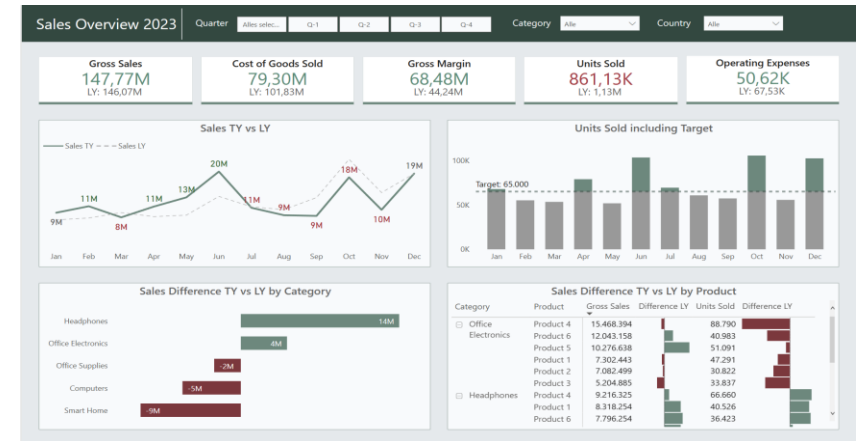 Sales Overview 2023
Quarter Alles selec... Q-1 Q-2 Q-3 Q-4 Category Alle Country Alle
Gross Sales
147,77M
LY: 146,07M
Cost of Goods Sold
79,30M
LY: 101,83M
Gross Margin
68,48M
LY: 44,24M
Units Sold
861,13K
LY: 1,13M
Operating Expenses
50,62K
LY: 67,53K
Sales TY vs LY
Sales TY Sales LY
9M 11M 8M 11M 13M 20M 11M 9M 9M 18M 10M 19M
Jan Feb Mar Apr May Jun Jul Aug Sep Oct Nov Dec
Units Sold including Target
100K
Target: 65.000
50K
0K
Jan Feb Mar Apr May Jun Jul Aug Sep Oct Nov Dec
Sales Difference TY vs LY by Category
Headphones 14M
Office Electronics 4M
Office Supplies -2M
Computers -5M
Smart Home -9M
Sales Difference TY vs LY by Product
Category Product Gross Sales Difference LY Units Sold Difference LY
Office Product 4 15.468.394 88.790
Electronics Product 6 12.043.158 40.983
Product 5 10.276.638 51.091
Product 1 7.302.443 47.291
Product 2 7.082.499 30.822
Product 3 5.204.885 33.837
Headphones Product 4 9.216.325 66.660
Product 1 8.318.254 40.526
Product 6 7.796.254 36.423